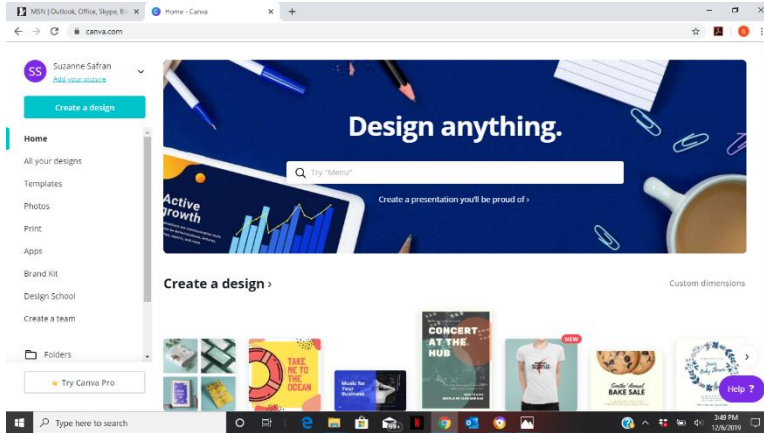 MSN | Outlook, Office, Skype, B
Home - Canva
canva.com
SS
Suzanne Safran
Add your picture
Create a design
Home
All your designs
Templates
Photos
Print
Apps
Brand Kit
Design School
Create a team
Folders
Try Canva Pro
Design anything.
Try "Menu"
Create a presentation you'll be proud of ›
Active
growth
Create a design ›
Custom dimensions
TAKE
ME TO
THE
OCEAN
Music for
Your
Business
CONCERT
AT THE
HUB
NEW
BAKE SALE
Help ?
Type here to search
99+
3:49 PM
12/6/2019